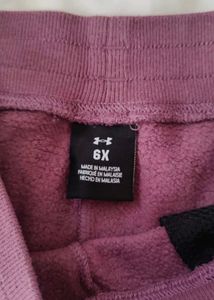 6X
MADE IN MALAYSIA
FABRIQUÉ EN MALAISIE
HECHO EN MALASIA